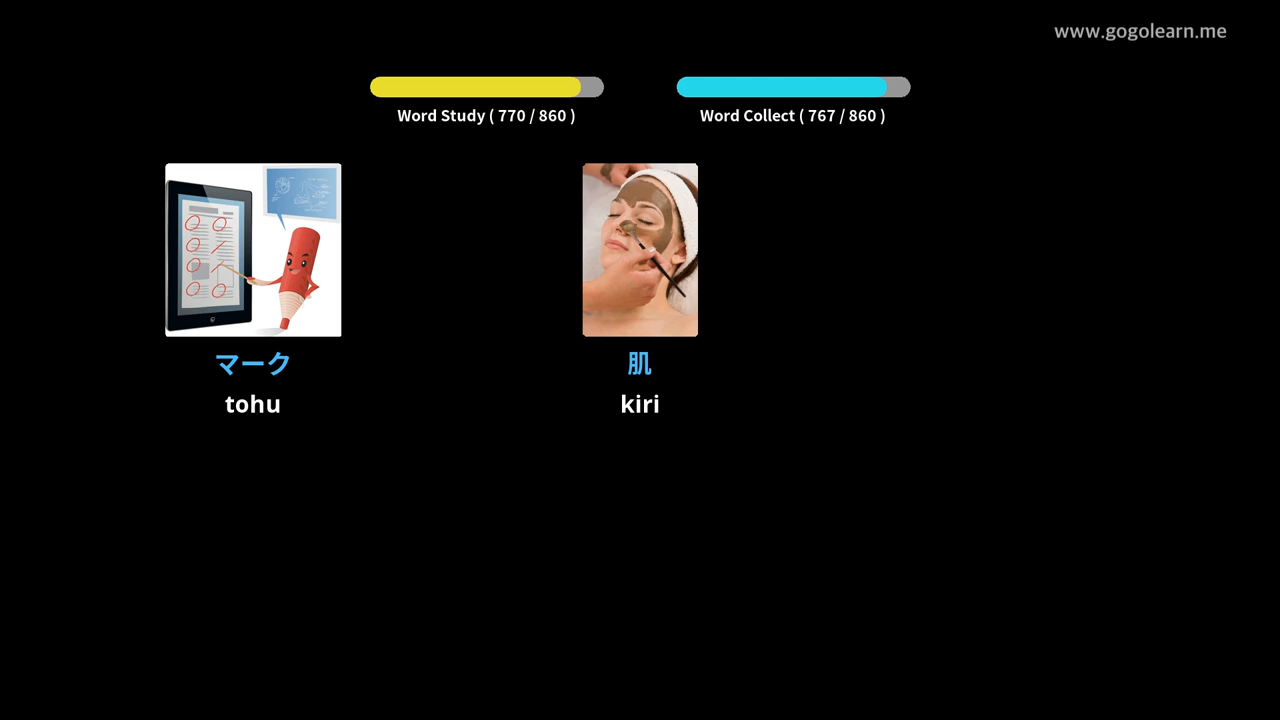 www.gogolearn.me
Word Study ( 770 / 860 )
Word Collect ( 767 / 860 )
マーク
tohu
肌
kiri